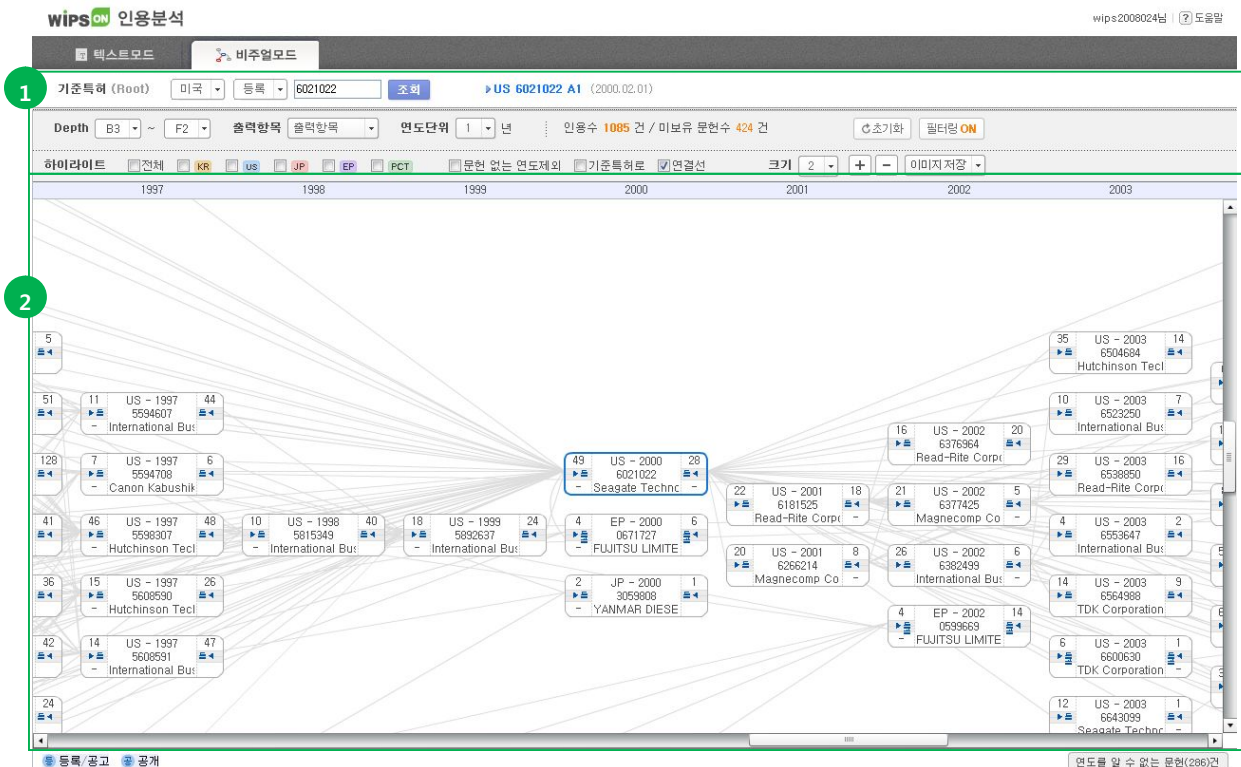 WIPS ON 인용분석 wips2008024님 | ? 도움말
텍스트모드 비주얼모드
1 기준특허 (Root) 미국 등록 6021022 조회 US 6021022 A1 (2000.02.01)
Depth B3 ~ F2 출력항목 출력항목 연도단위 1 년 인용수 1085 건 / 미보유 문헌수 424 건 초기화 필터링 ON
하이라이트 전체 KR US JP EP PCT 문헌 없는 연도제외 기준특허로 연결선 크기 2 + - 이미지저장
1997 1998 1999 2000 2001 2002 2003
2
5
35 US - 2003 14
6504684
Hutchinson Tecl
51
11 US - 1997 44
5594607
- International Bus
10 US - 2003 7
6523250
International Bus
16 US - 2002 20
6376964
Read-Rite Corpo
128
7 US - 1997 6
5594708
- Canon Kabushik
49 US - 2000 28
6021022
- Seagate Technc -
29 US - 2003 16
6538850
Read-Rite Corpo
22 US - 2001 18
6181525
Read-Rite Corpo -
21 US - 2002 5
6377425
Magnecomp Co -
41
46 US - 1997 48
5598307
- Hutchinson Tecl
10 US - 1998 40
5815349
- International Bus
18 US - 1999 24
5892637
- International Bus
4 EP - 2000 6
0671727
- FUJITSU LIMITE
4 US - 2003 2
6553647
International Bus
20 US - 2001 8
6266214
Magnecomp Co -
26 US - 2002 6
6382499
International Bus -
36
15 US - 1997 26
5608590
- Hutchinson Tecl
2 JP - 2000 1
3059808
- YANMAR DIESE
14 US - 2003 9
6564988
TDK Corporation
4 EP - 2002 14
0599669
- FUJITSU LIMITE
42
14 US - 1997 47
5608591
- International Bus
6 US - 2003 1
6600630
TDK Corporation -
24
12 US - 2003 1
6643099
Seagate Technc -
등 등록/공고 공 공개 연도를 알 수 없는 문헌(286)건